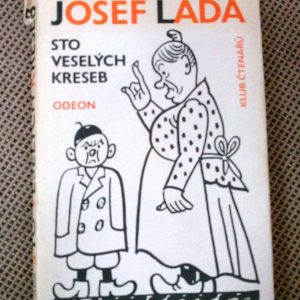 JOSEF LADA
STO
VESELÝCH
KRESEB
ODEON
KLUB ČTENÁŘŮ